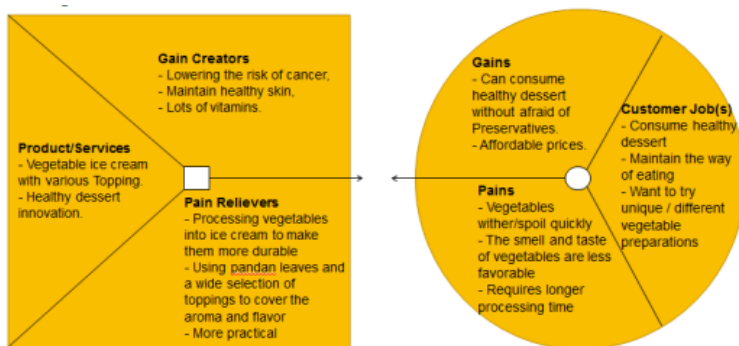 Gain Creators
- Lowering the risk of cancer,
- Maintain healthy skin,
- Lots of vitamins.
Product/Services
- Vegetable ice cream
with various Topping.
- Healthy dessert
innovation.
Pain Relievers
- Processing vegetables
into ice cream to make
them more durable
- Using pandan leaves and
a wide selection of
toppings to cover the
aroma and flavor
- More practical
Gains
- Can consume
healthy dessert
without afraid of
Preservatives.
- Affordable prices.
Customer Job(s)
- Consume healthy
dessert
- Maintain the way
of eating
- Want to try
unique / different
vegetable
preparations
Pains
- Vegetables
wither/spoil quickly
- The smell and taste
of vegetables are less
favorable
- Requires longer
processing time